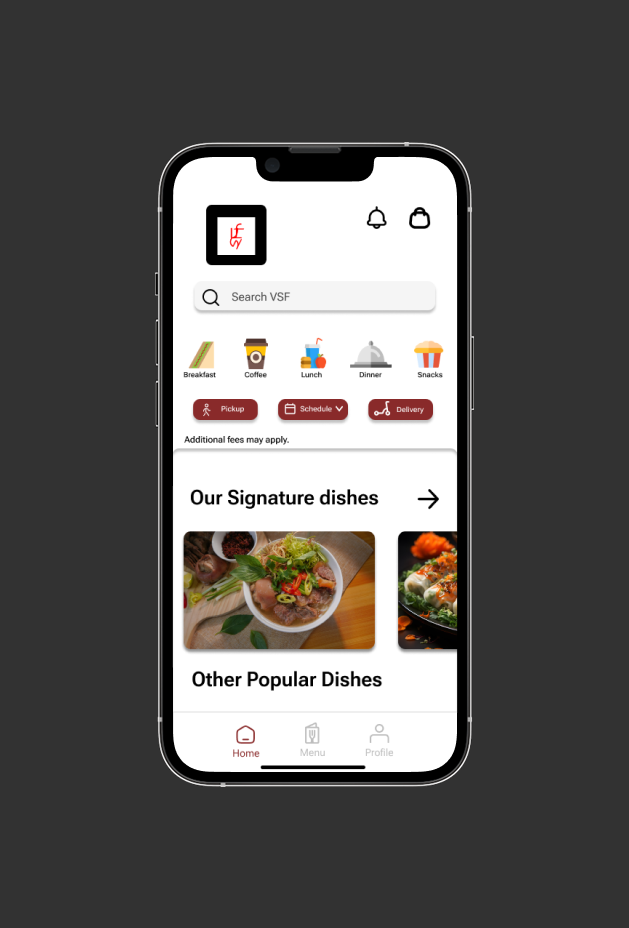 Search VSF
Breakfast Coffee Lunch Dinner Snacks
Pickup Schedule Delivery
Additional fees may apply.
Our Signature dishes
Other Popular Dishes
Home Menu Profile